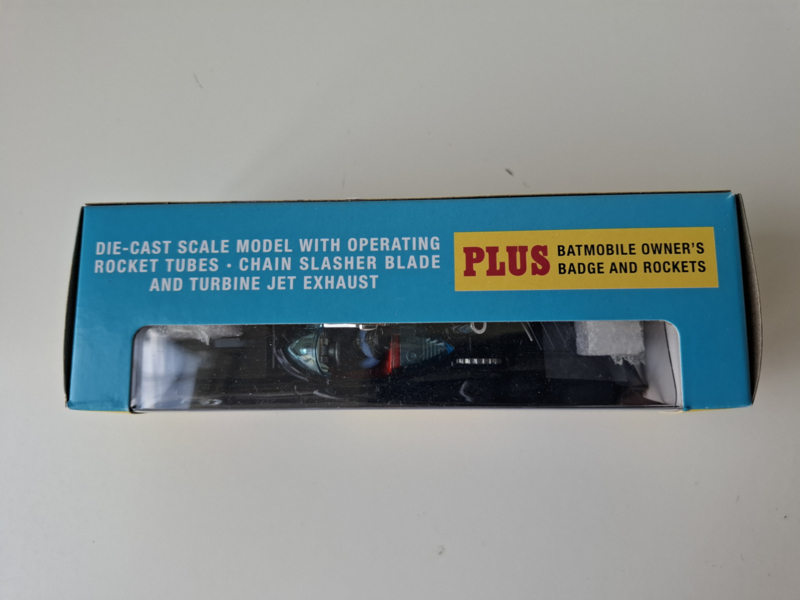 DIE-CAST SCALE MODEL WITH OPERATING
ROCKET TUBES • CHAIN SLASHER BLADE
AND TURBINE JET EXHAUST
PLUS
BATMOBILE OWNER'S
BADGE AND ROCKETS